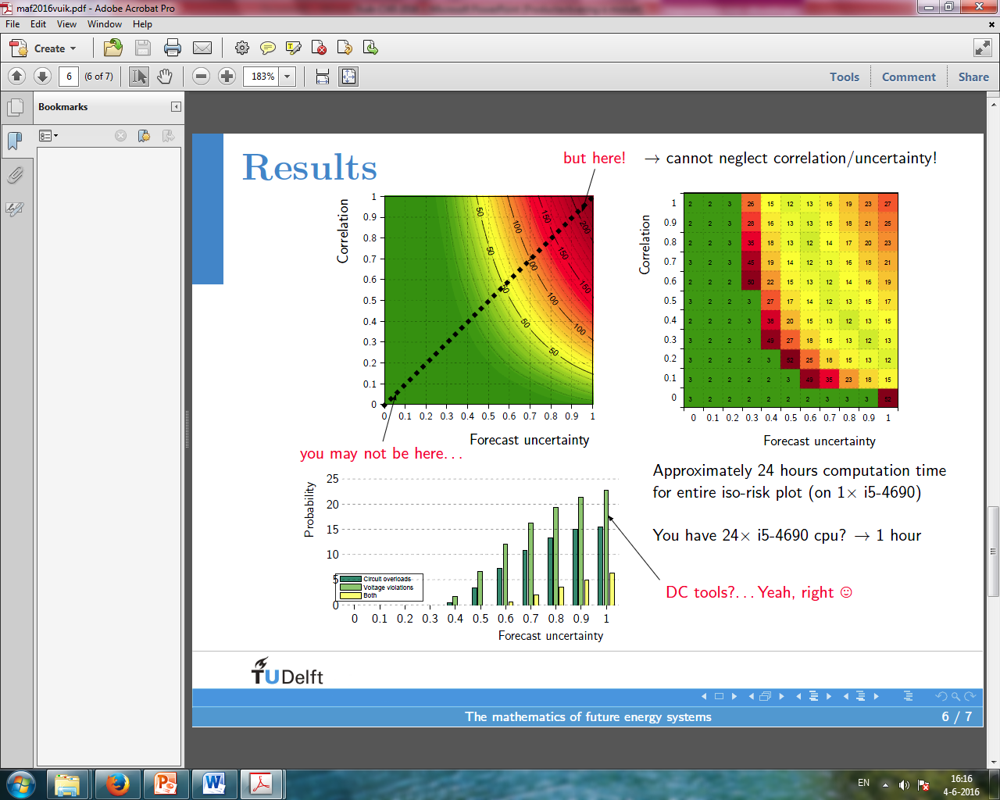 maf2016vuik.pdf - Adobe Acrobat Pro
File Edit View Window Help
Create
6 (6 of 7) 183% Tools Comment Share
Bookmarks
Results
but here! → cannot neglect correlation/uncertainty!
Correlation
1
0.9
0.8
0.7
0.6
0.5
0.4
0.3
0.2
0.1
0
50 100 150 200
50 100 150
50 100 150
50 100
50
0 0.1 0.2 0.3 0.4 0.5 0.6 0.7 0.8 0.9 1
Forecast uncertainty
you may not be here...
Correlation
1 2 2 3 26 15 12 13 16 19 23 27
0.9 2 2 3 28 16 13 13 15 18 21 25
0.8 2 2 3 35 18 13 12 14 17 20 23
0.7 3 2 2 45 19 14 12 13 16 18 21
0.6 2 2 2 50 22 15 13 12 14 16 19
0.5 3 2 2 3 27 17 14 12 13 15 17
0.4 2 2 2 3 38 20 15 13 12 13 15
0.3 3 2 2 3 49 27 18 15 13 12 13
0.2 3 2 2 2 3 52 25 18 15 13 12
0.1 3 2 2 2 2 3 49 35 23 18 15
0 3 2 2 2 2 2 2 3 3 3 52
0 0.1 0.2 0.3 0.4 0.5 0.6 0.7 0.8 0.9 1
Forecast uncertainty
Probability
25
20
15
10
5
0
Circuit overloads
Voltage violations
Both
0 0.1 0.2 0.3 0.4 0.5 0.6 0.7 0.8 0.9 1
Forecast uncertainty
Approximately 24 hours computation time
for entire iso-risk plot (on 1× i5-4690)
You have 24× i5-4690 cpu? → 1 hour
DC tools?... Yeah, right ☺
TUDelft
The mathematics of future energy systems 6 / 7
EN 16:16
4-6-2016